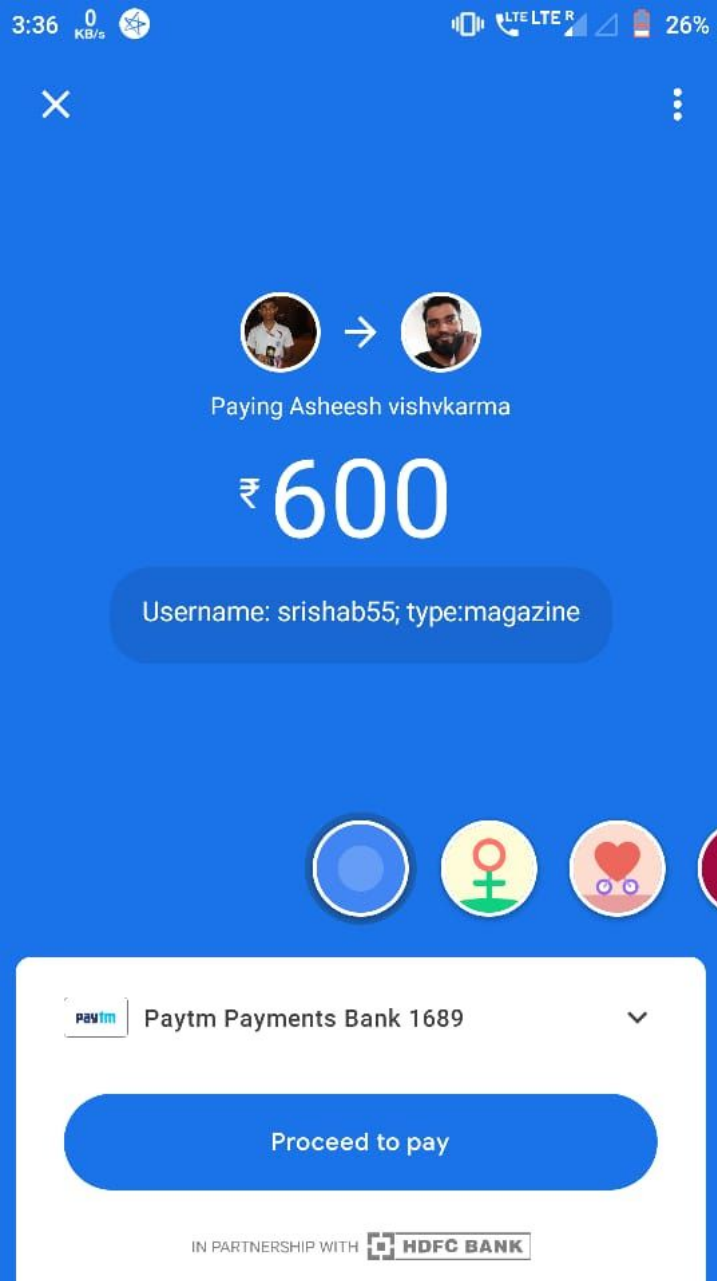 3:36 0 KB/s LTE LTE R 26%
Paying Asheesh vishvkarma
₹600
Username: srishab55; type:magazine
paytm Paytm Payments Bank 1689
Proceed to pay
IN PARTNERSHIP WITH HDFC BANK